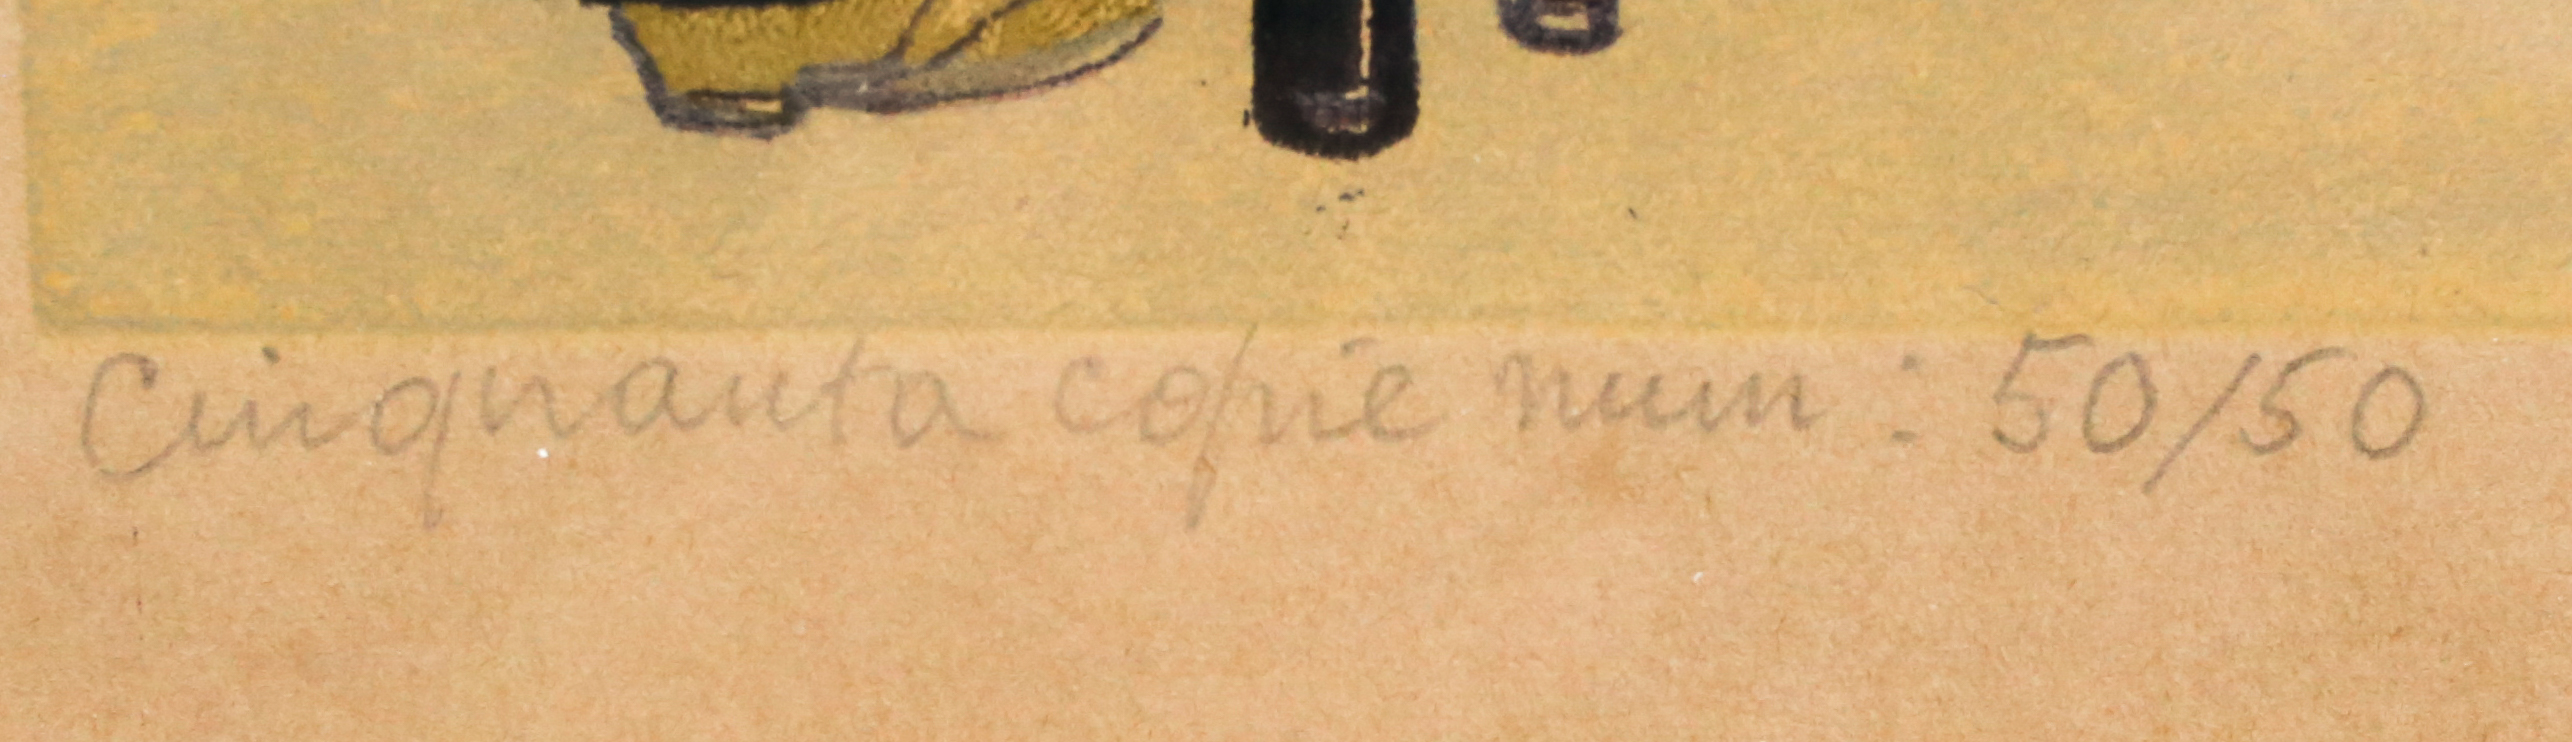 Cinquanta copie num : 50/50